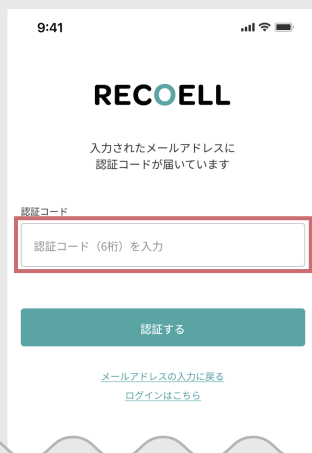 9:41
RECOELL
入力されたメールアドレスに
認証コードが届いています
認証コード
認証コード（6桁）を入力
認証する
メールアドレスの入力に戻る
ログインはこちら